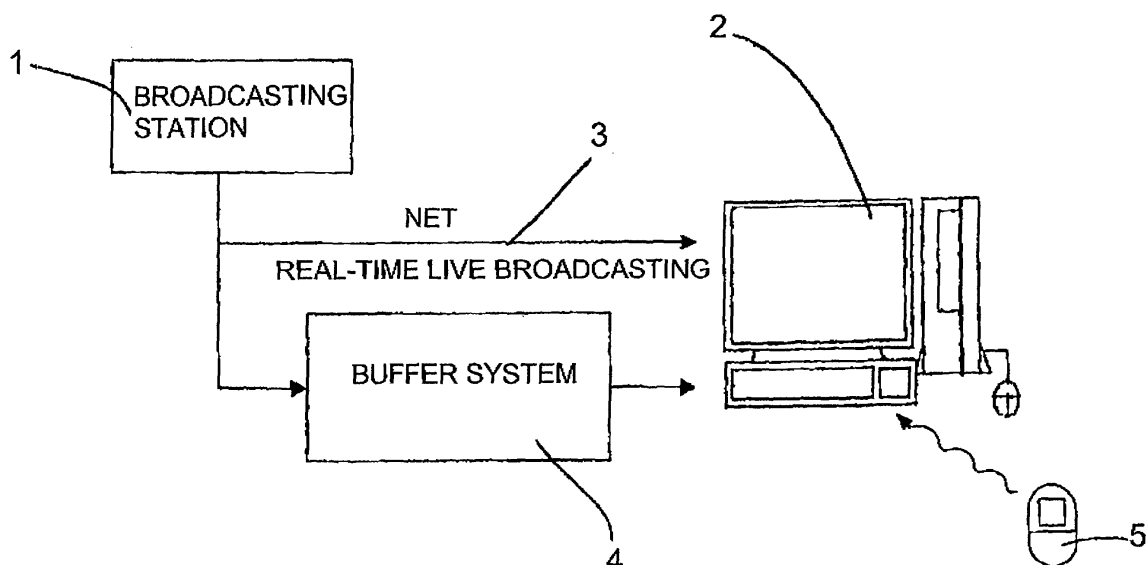 1
BROADCASTING
STATION
2
3
NET
REAL-TIME LIVE BROADCASTING
BUFFER SYSTEM
4
5